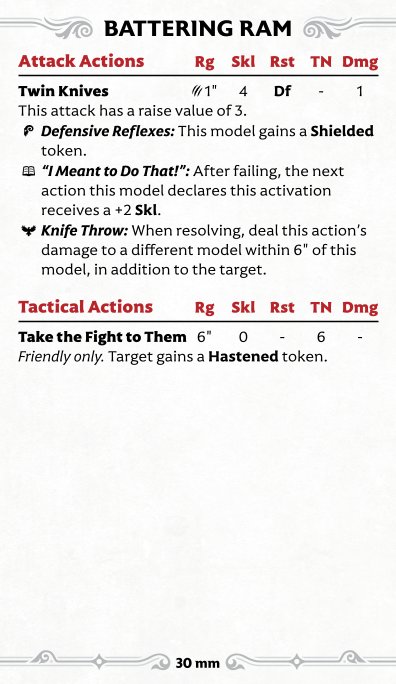 BATTERING RAM
Attack Actions Rg Skl Rst TN Dmg
Twin Knives 1" 4 Df - 1
This attack has a raise value of 3.
Defensive Reflexes: This model gains a Shielded
token.
“I Meant to Do That!”: After failing, the next
action this model declares this activation
receives a +2 Skl.
Knife Throw: When resolving, deal this action’s
damage to a different model within 6" of this
model, in addition to the target.
Tactical Actions Rg Skl Rst TN Dmg
Take the Fight to Them 6" 0 - 6 -
Friendly only. Target gains a Hastened token.
30 mm